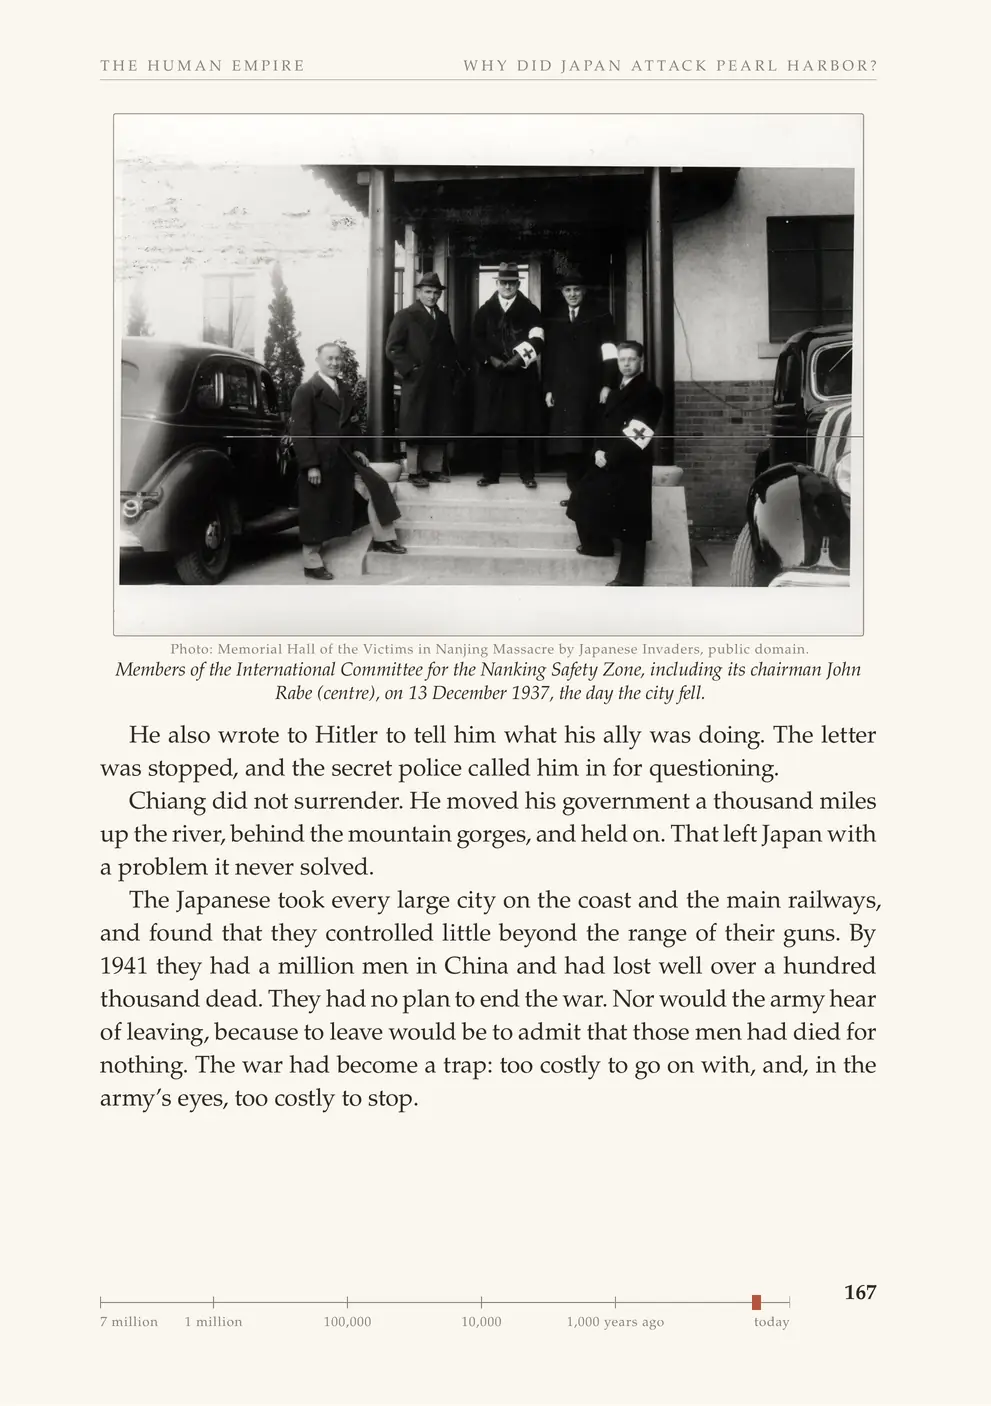 THE HUMAN EMPIRE
WHY DID JAPAN ATTACK PEARL HARBOR?
Photo: Memorial Hall of the Victims in Nanjing Massacre by Japanese Invaders, public domain.
Members of the International Committee for the Nanking Safety Zone, including its chairman John
Rabe (centre), on 13 December 1937, the day the city fell.
He also wrote to Hitler to tell him what his ally was doing. The letter
was stopped, and the secret police called him in for questioning.
Chiang did not surrender. He moved his government a thousand miles
up the river, behind the mountain gorges, and held on. That left Japan with
a problem it never solved.
The Japanese took every large city on the coast and the main railways,
and found that they controlled little beyond the range of their guns. By
1941 they had a million men in China and had lost well over a hundred
thousand dead. They had no plan to end the war. Nor would the army hear
of leaving, because to leave would be to admit that those men had died for
nothing. The war had become a trap: too costly to go on with, and, in the
army’s eyes, too costly to stop.
167
7 million 1 million 100,000 10,000 1,000 years ago today